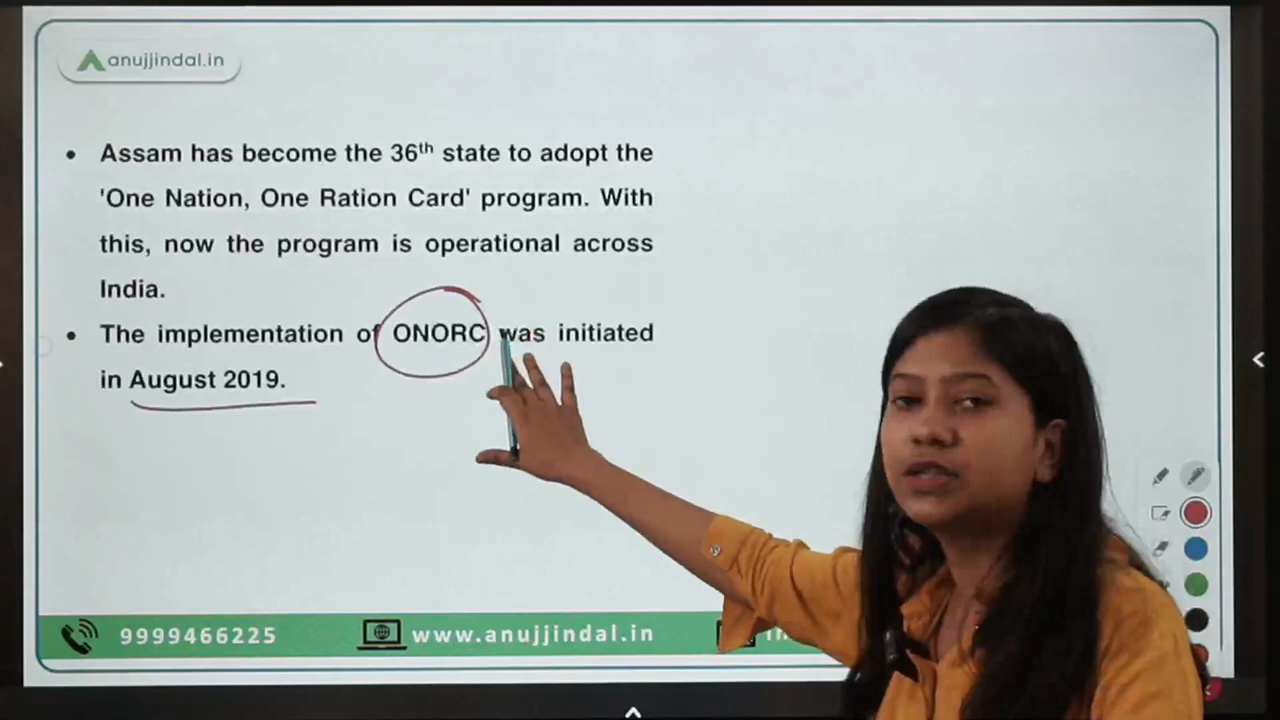 anujjindal.in
• Assam has become the 36th state to adopt the
'One Nation, One Ration Card' program. With
this, now the program is operational across
India.
• The implementation of ONORC was initiated
in August 2019.
9999466225
www.anujjindal.in